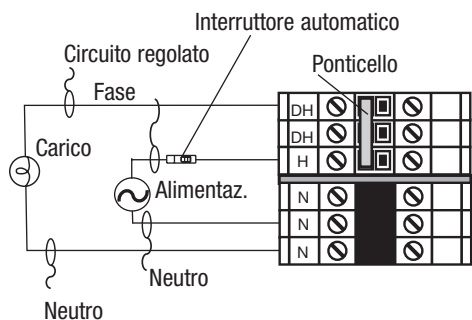 Interruttore automatico
Circuito regolato
Ponticello
Fase
DH
DH
Carico
H
Alimentaz.
N
N
N
Neutro
Neutro